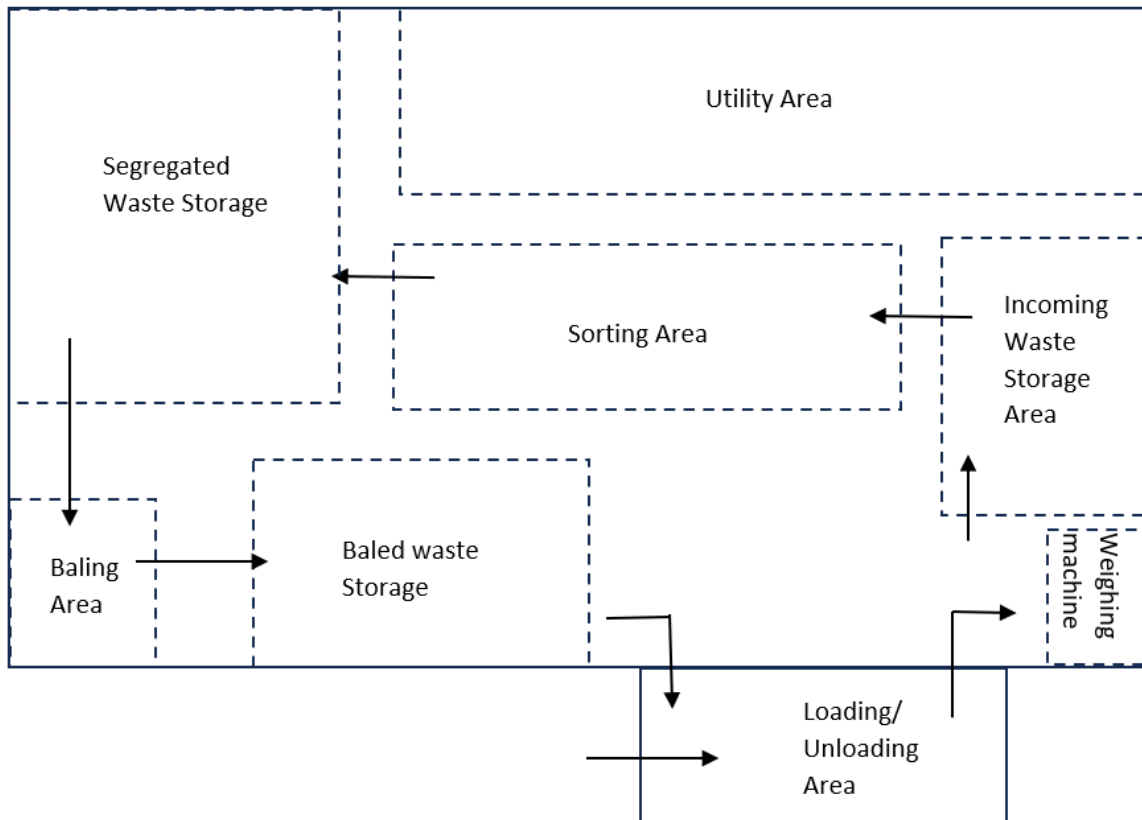 Utility Area
Segregated
Waste Storage
Sorting Area
Incoming
Waste
Storage
Area
Baling
Area
Baled waste
Storage
Weighing
machine
Loading/
Unloading
Area